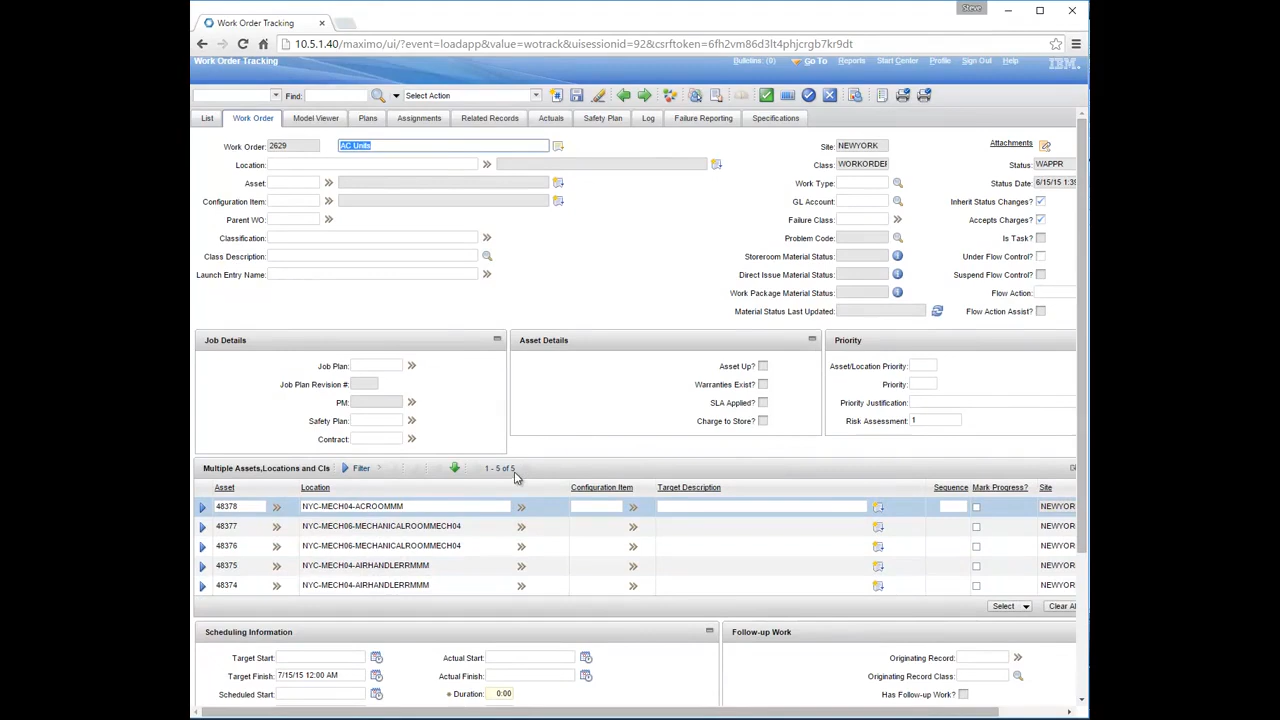 Steve
Work Order Tracking
10.5.1.40/maximo/ui/?event=loadapp&value=wotrack&uisessionid=92&csrftoken=6fh2vm86d3lt4phjcrgb7kr9dt
Work Order Tracking Bulletins: (0) Go To Reports Start Center Profile Sign Out Help IBM.
Find: Select Action
List Work Order Model Viewer Plans Assignments Related Records Actuals Safety Plan Log Failure Reporting Specifications
Work Order: 2629 AC Units Site: NEWYORK Attachments
Location: Class: WORKORDER Status: WAPPR
Asset: Work Type: Status Date: 6/15/15 1:35
Configuration Item: GL Account: Inherit Status Changes?
Parent WO: Failure Class: Accepts Charges?
Classification: Problem Code: Is Task?
Class Description: Storeroom Material Status: Under Flow Control?
Launch Entry Name: Direct Issue Material Status: Suspend Flow Control?
Work Package Material Status: Flow Action:
Material Status Last Updated: Flow Action Assist?
Job Details Asset Details Priority
Job Plan: Asset Up? Asset/Location Priority:
Job Plan Revision #: Warranties Exist? Priority:
PM: SLA Applied? Priority Justification:
Safety Plan: Charge to Store? Risk Assessment: 1
Contract:
Multiple Assets,Locations and CIs Filter 1 - 5 of 5
Asset Location Configuration Item Target Description Sequence Mark Progress? Site
48378 NYC-MECH04-ACROOMMM NEWYOR
48377 NYC-MECH06-MECHANICALROOMMECH04 NEWYOR
48376 NYC-MECH06-MECHANICALROOMMECH04 NEWYOR
48375 NYC-MECH04-AIRHANDLERRMMM NEWYOR
48374 NYC-MECH04-AIRHANDLERRMMM NEWYOR
Select Clear Al
Scheduling Information Follow-up Work
Target Start: Actual Start: Originating Record:
Target Finish: 7/15/15 12:00 AM Actual Finish: Originating Record Class:
Scheduled Start: Duration: 0:00 Has Follow-up Work?